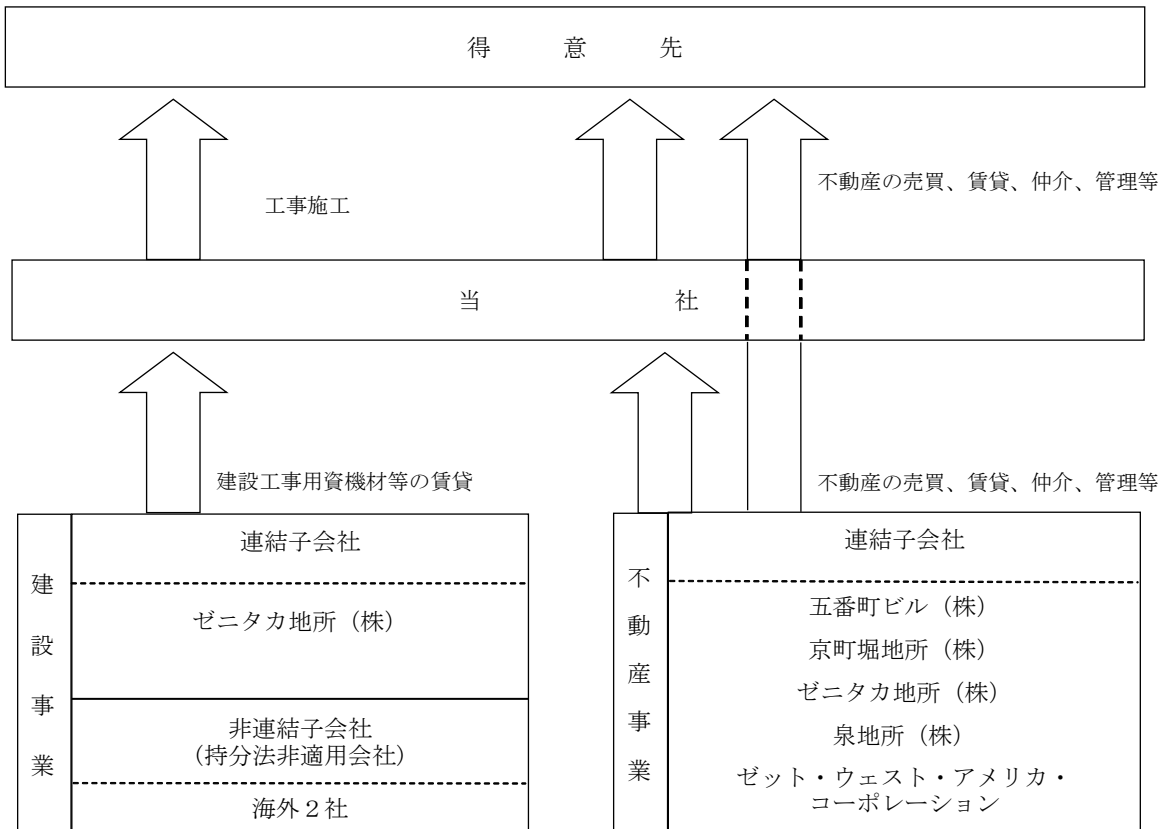 得意先
不動産の売買、賃貸、仲介、管理等
工事施工
当社
建設工事用資機材等の賃貸
不動産の売買、賃貸、仲介、管理等
建設事業
連結子会社
ゼニタカ地所（株）
非連結子会社
(持分法非適用会社)
海外２社
不動産事業
連結子会社
五番町ビル（株）
京町堀地所（株）
ゼニタカ地所（株）
泉地所（株）
ゼット・ウェスト・アメリカ・
コーポレーション